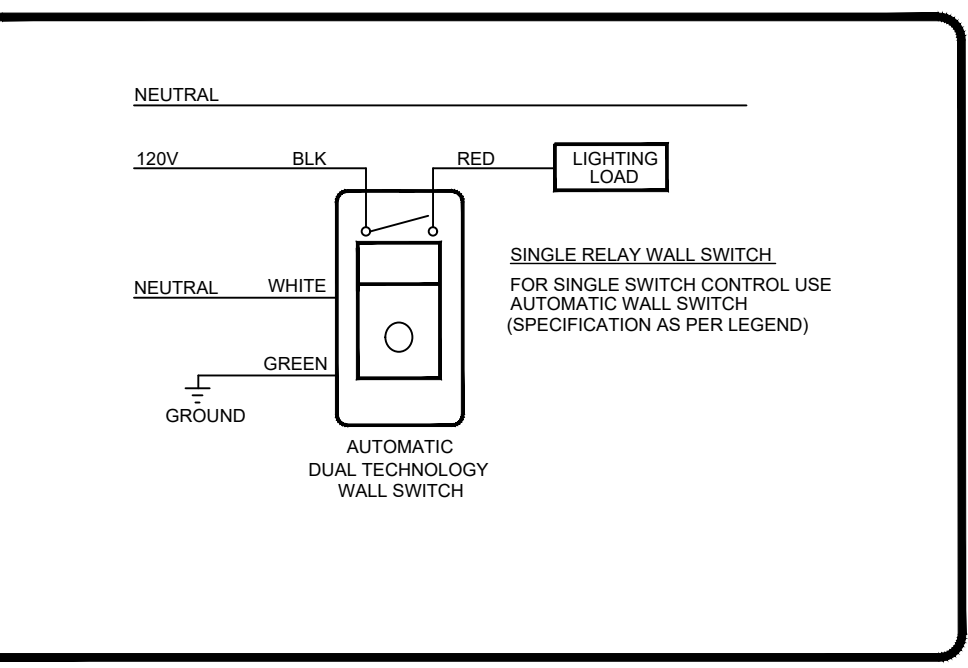 NEUTRAL
120V BLK RED LIGHTING
LOAD
SINGLE RELAY WALL SWITCH
NEUTRAL WHITE FOR SINGLE SWITCH CONTROL USE
AUTOMATIC WALL SWITCH
(SPECIFICATION AS PER LEGEND)
GREEN
GROUND
AUTOMATIC
DUAL TECHNOLOGY
WALL SWITCH